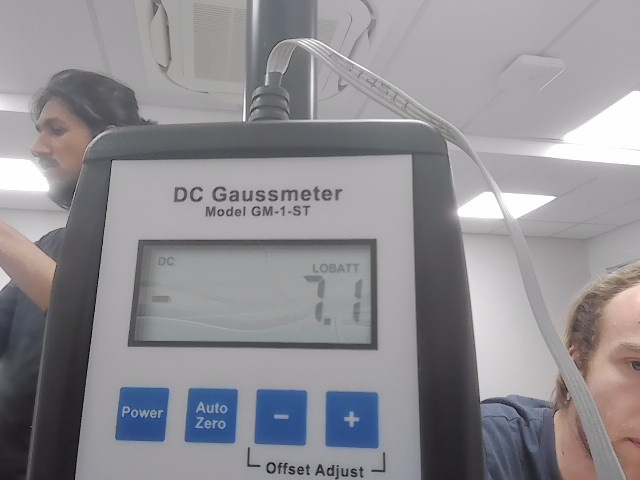 DC Gaussmeter
Model GM-1-ST
DC
LOBATT
- 7.1
Power
Auto
Zero
-
+
Offset Adjust